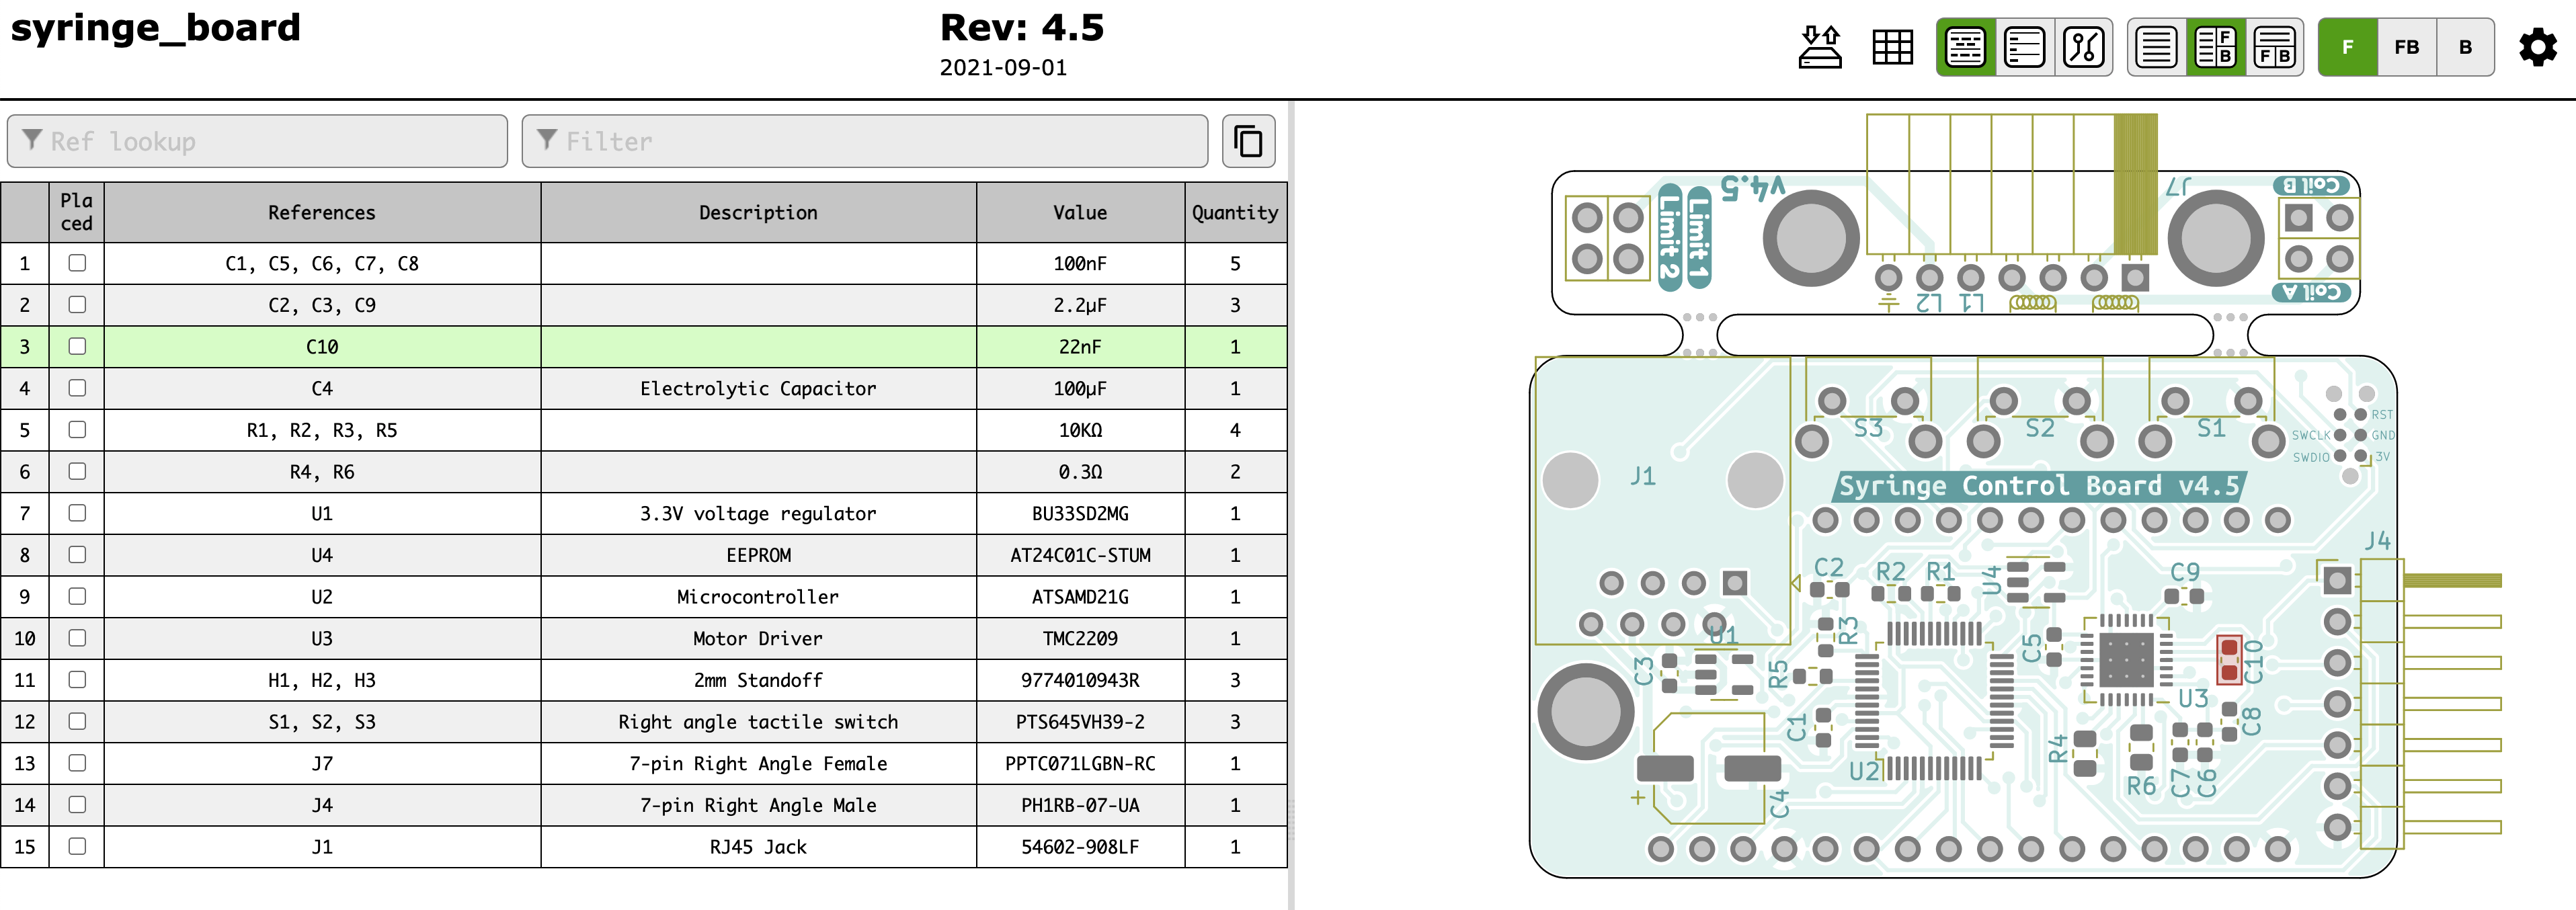 syringe_board
Rev: 4.5
2021-09-01
F
B
F B
F
FB
B
Ref lookup
Filter
Placed References Description Value Quantity
1 C1, C5, C6, C7, C8 100nF 5
2 C2, C3, C9 2.2µF 3
3 C10 22nF 1
4 C4 Electrolytic Capacitor 100µF 1
5 R1, R2, R3, R5 10KΩ 4
6 R4, R6 0.3Ω 2
7 U1 3.3V voltage regulator BU33SD2MG 1
8 U4 EEPROM AT24C01C-STUM 1
9 U2 Microcontroller ATSAMD21G 1
10 U3 Motor Driver TMC2209 1
11 H1, H2, H3 2mm Standoff 9774010943R 3
12 S1, S2, S3 Right angle tactile switch PTS645VH39-2 3
13 J7 7-pin Right Angle Female PPTC071LGBN-RC 1
14 J4 7-pin Right Angle Male PH1RB-07-UA 1
15 J1 RJ45 Jack 54602-908LF 1
v4.5
J7
Coil B
Limit 2
Limit 1
L2
L1
Coil A
S3
S2
S1
RST
SWCLK
GND
SWDIO
3V
J1
Syringe Control Board v4.5
J4
C2
R2
R1
U4
C9
U1
R3
C5
C10
C3
R5
U3
C1
C8
R4
U2
R6
C7
C6
+
C4